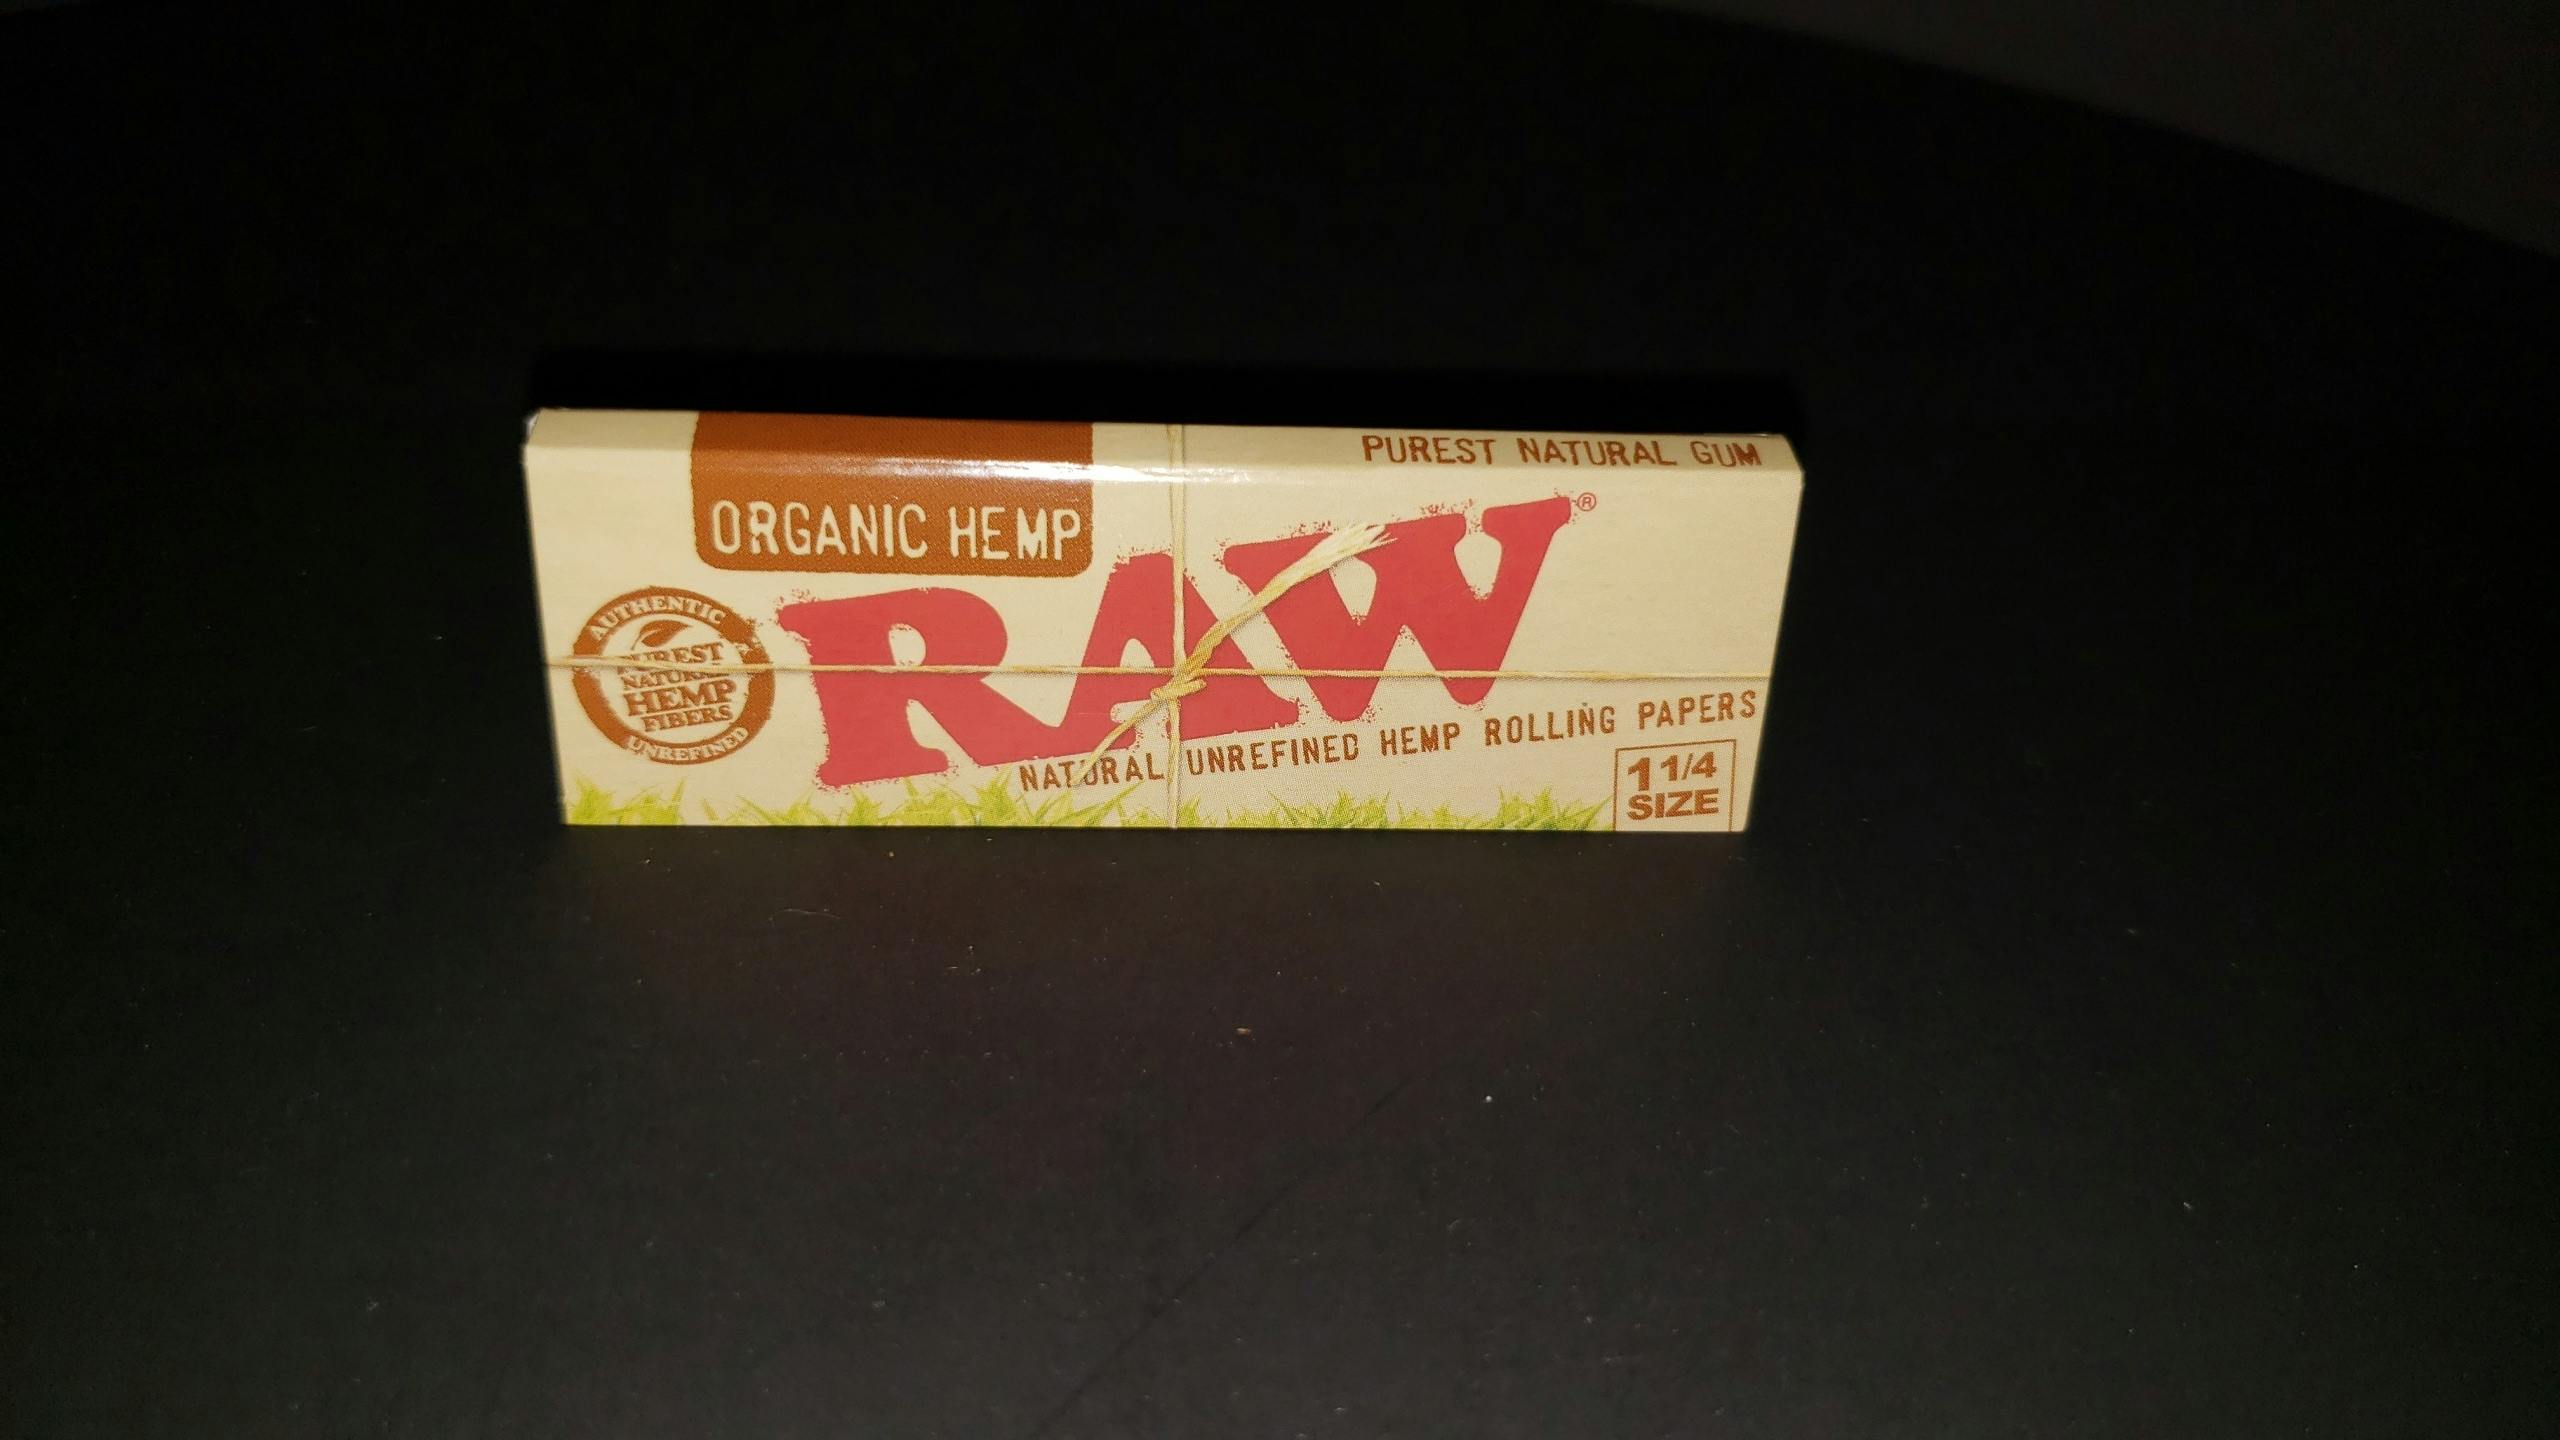 PUREST NATURAL GUM
ORGANIC HEMP
RAW®
AUTHENTIC
PUREST
NATURAL
HEMP
FIBERS
UNREFINED
NATURAL UNREFINED HEMP ROLLING PAPERS
1 1/4
SIZE